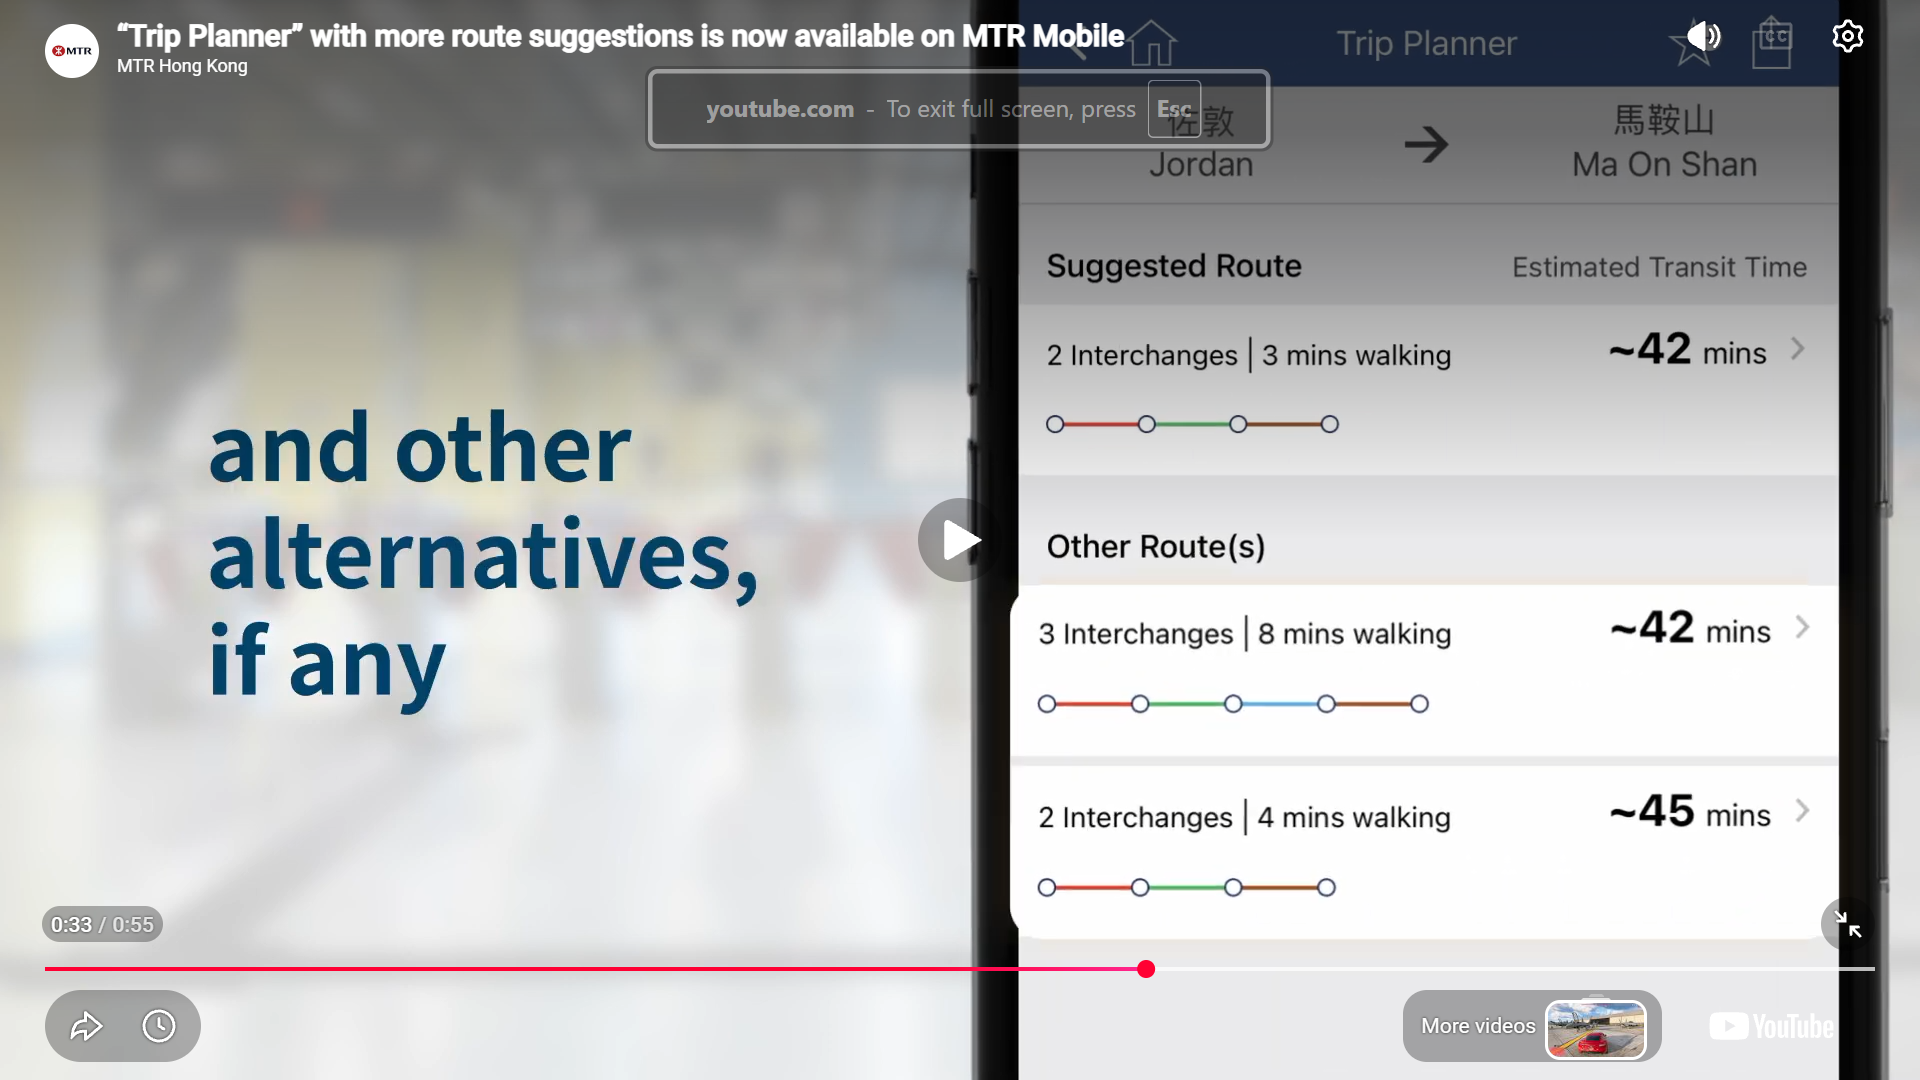 MTR
“Trip Planner” with more route suggestions is now available on MTR Mobile
MTR Hong Kong
Trip Planner
CC
youtube.com - To exit full screen, press Esc
佐敦
Jordan
馬鞍山
Ma On Shan
Suggested Route
Estimated Transit Time
2 Interchanges | 3 mins walking
~42 mins
and other
alternatives,
if any
Other Route(s)
3 Interchanges | 8 mins walking
~42 mins
2 Interchanges | 4 mins walking
~45 mins
0:33 / 0:55
More videos
YouTube